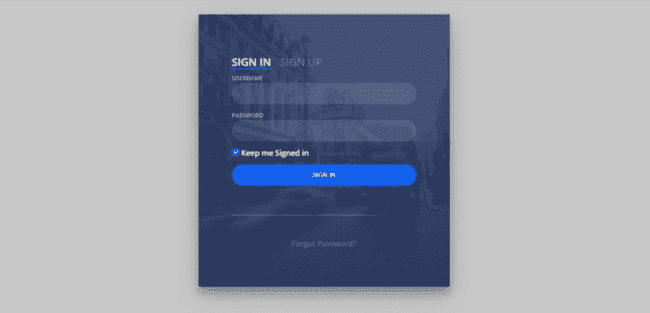 SIGN IN SIGN UP
USERNAME
PASSWORD
Keep me Signed in
SIGN IN
Forgot Password?